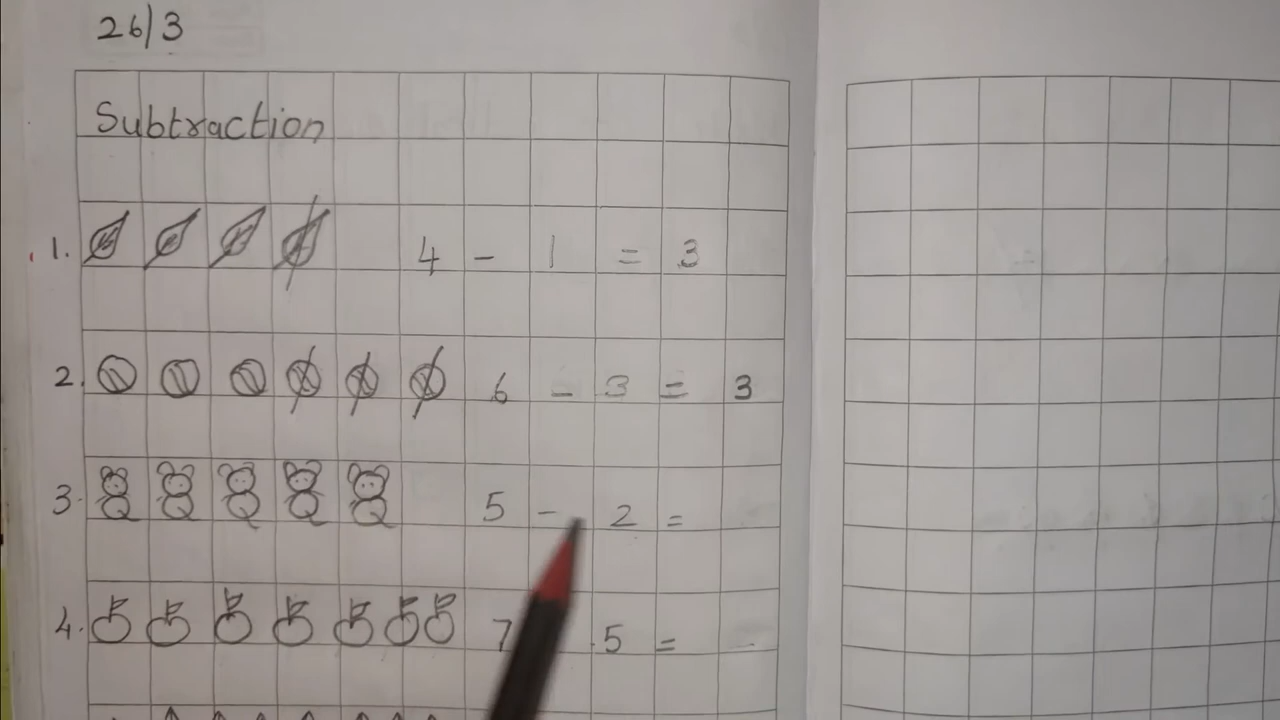 26/3
Subtraction
1. 4 - 1 = 3
2. 6 - 3 = 3
3. 5 - 2 =
4. 7 5 =